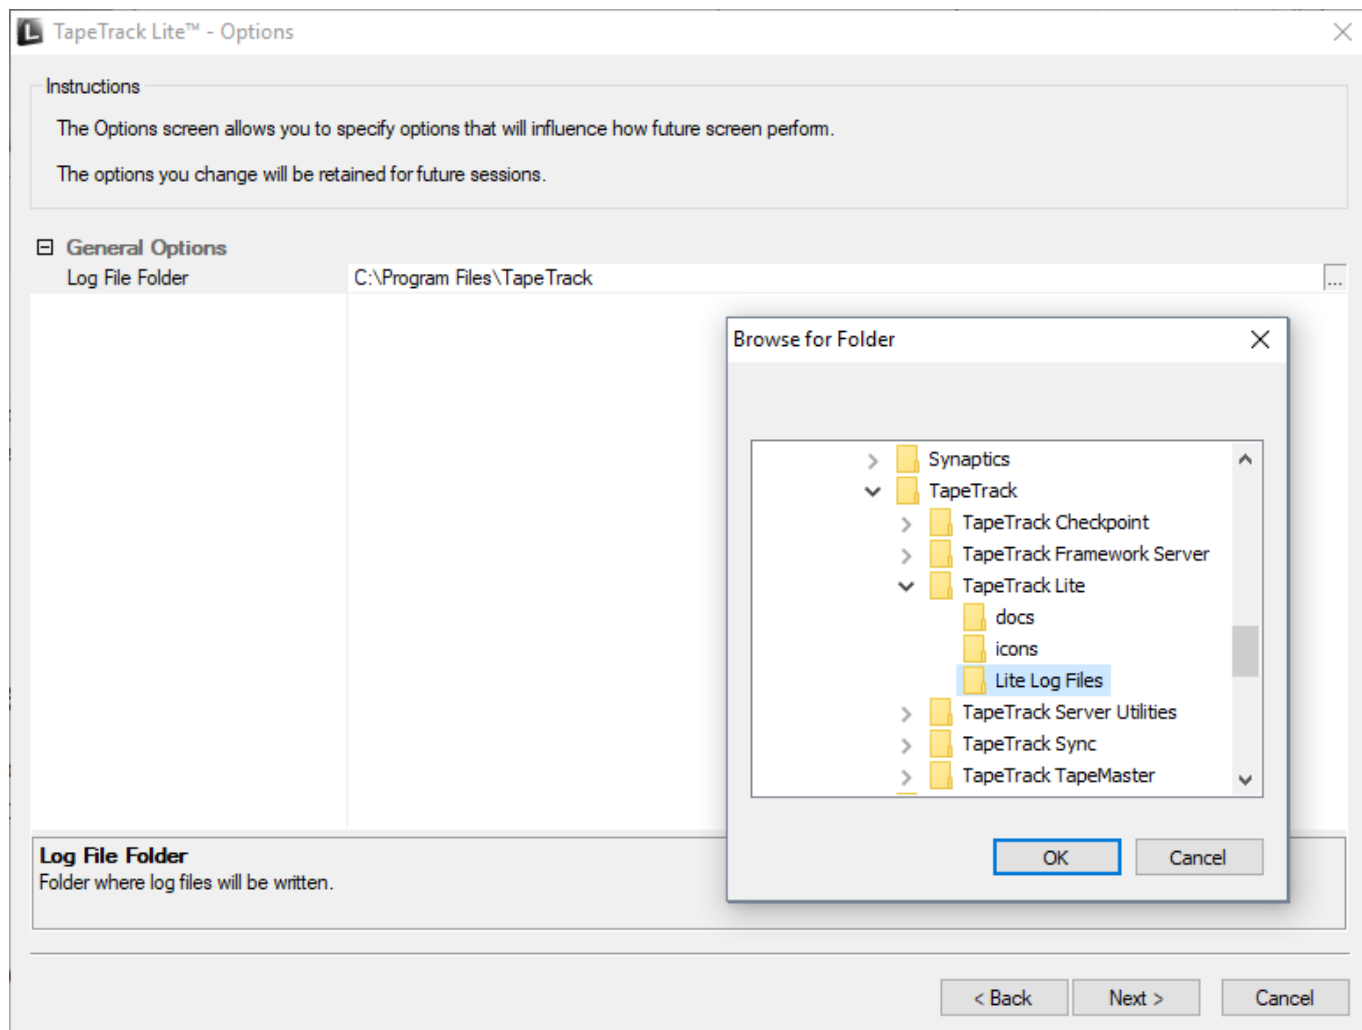 TapeTrack Lite™ - Options
Instructions
The Options screen allows you to specify options that will influence how future screen perform.
The options you change will be retained for future sessions.
General Options
Log File Folder C:\Program Files\TapeTrack ...
Browse for Folder
Synaptics
TapeTrack
TapeTrack Checkpoint
TapeTrack Framework Server
TapeTrack Lite
docs
icons
Lite Log Files
TapeTrack Server Utilities
TapeTrack Sync
TapeTrack TapeMaster
OK Cancel
Log File Folder
Folder where log files will be written.
< Back Next > Cancel